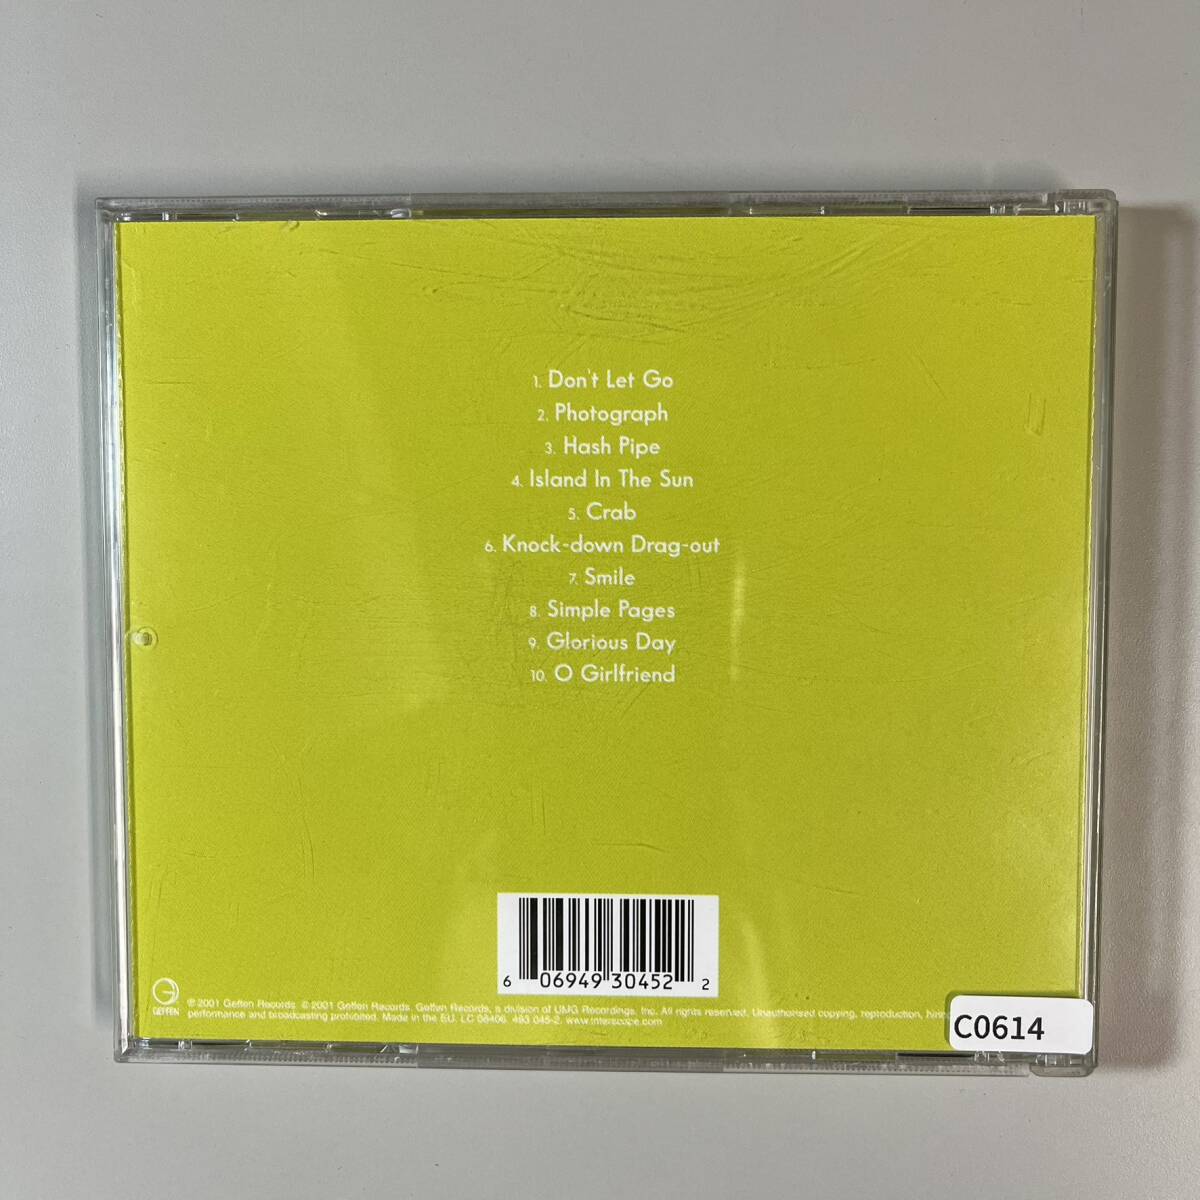 1. Don't Let Go
2. Photograph
3. Hash Pipe
4. Island In The Sun
5. Crab
6. Knock-down Drag-out
7. Smile
8. Simple Pages
9. Glorious Day
10. O Girlfriend
6 06949 30452 2
GEFFEN
℗ 2001 Geffen Records. © 2001 Geffen Records. Geffen Records, a division of UMG Recordings, Inc. All rights reserved. Unauthorised copying, reproduction, hiring
performance and broadcasting prohibited. Made in the EU. LC 06406. 493 045-2. www.interscope.com
C0614